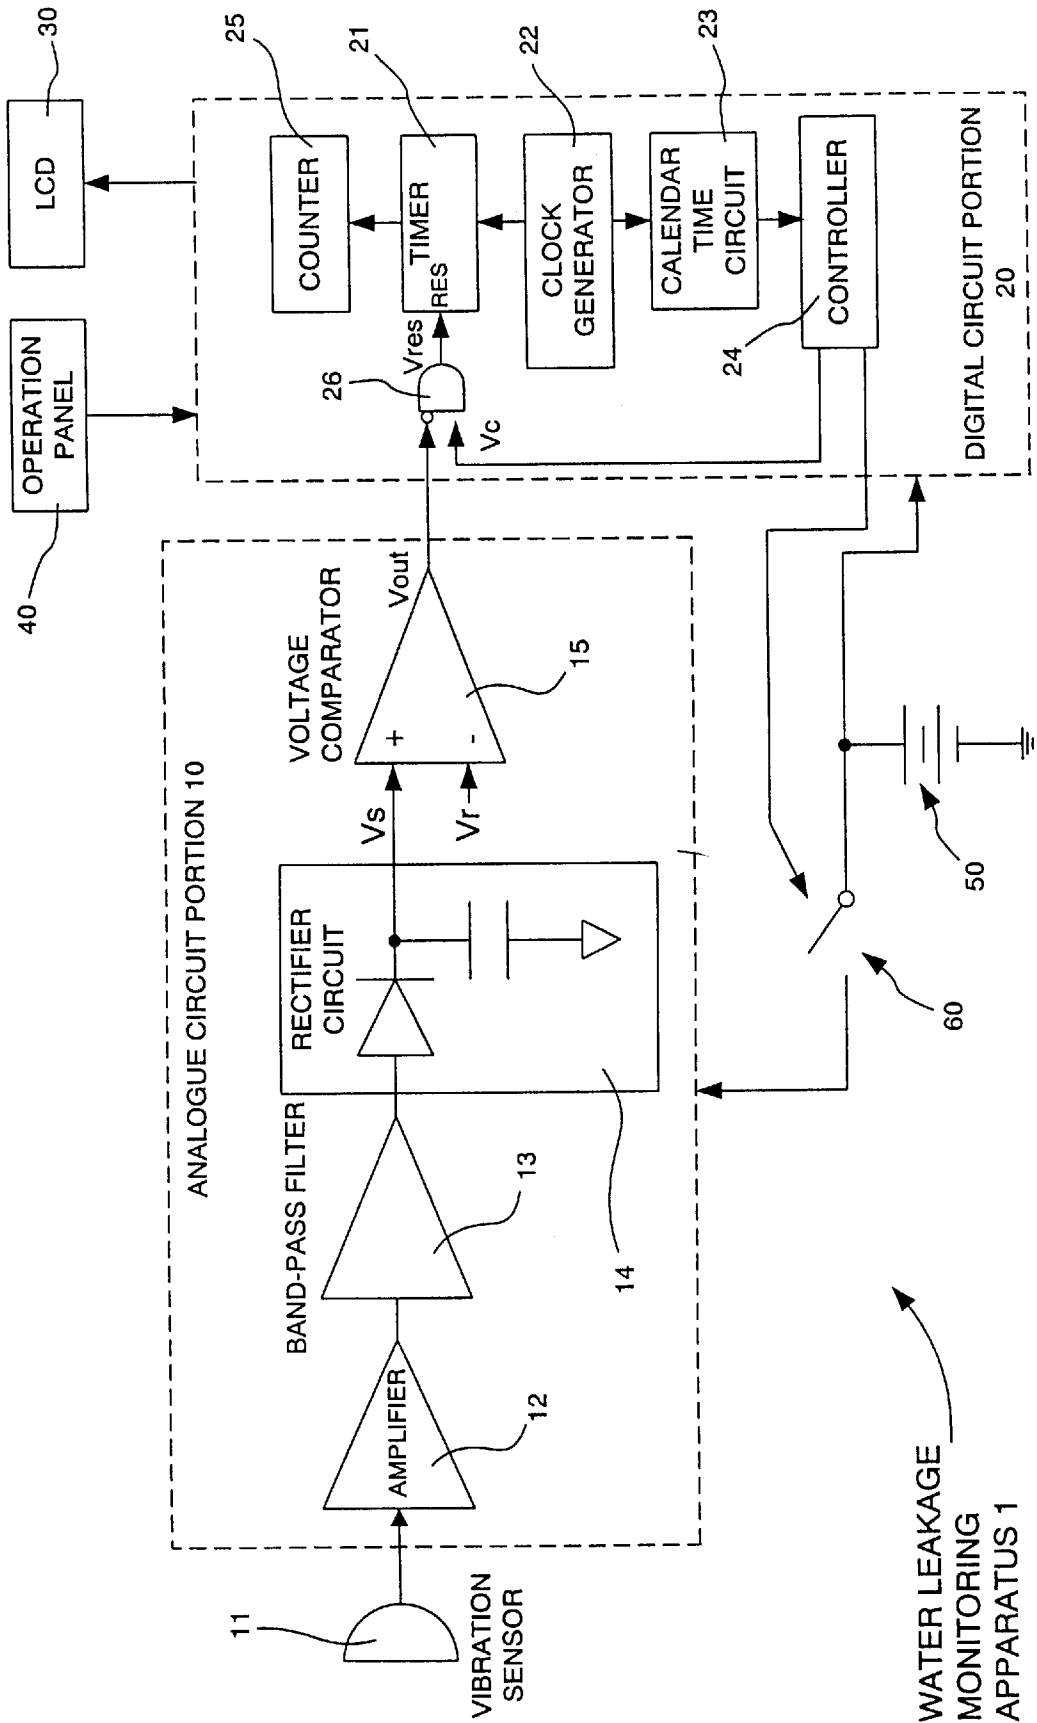 30
LCD
OPERATION
PANEL
40
25
COUNTER
21
TIMER
RES
Vres
26
22
CLOCK
GENERATOR
23
CALENDAR
TIME
CIRCUIT
CONTROLLER
24
Vc
DIGITAL CIRCUIT PORTION
20
ANALOGUE CIRCUIT PORTION 10
VOLTAGE
COMPARATOR
Vout
15
+
-
Vs
Vr
RECTIFIER
CIRCUIT
14
BAND-PASS FILTER
13
AMPLIFIER
12
11
VIBRATION
SENSOR
50
60
WATER LEAKAGE
MONITORING
APPARATUS 1